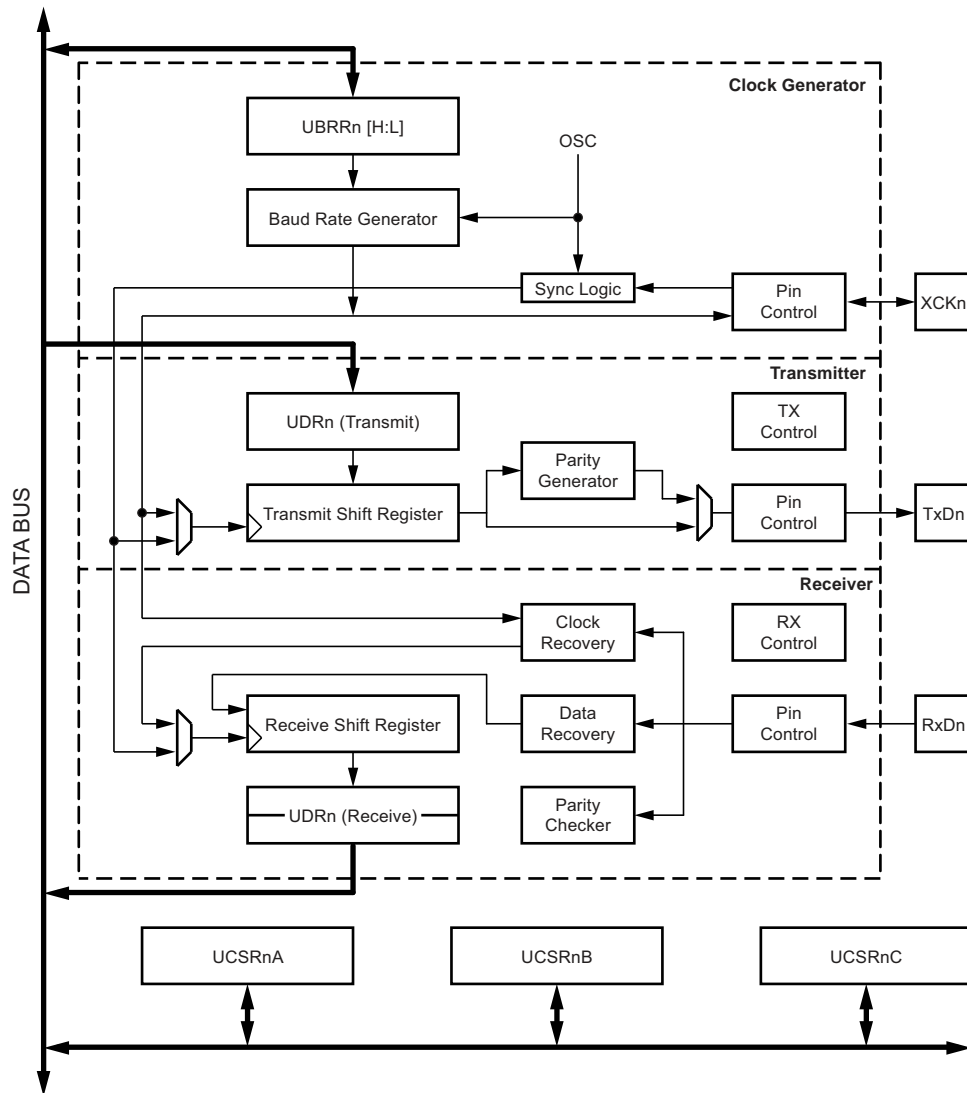 Clock Generator
UBRRn [H:L]
OSC
Baud Rate Generator
Sync Logic
Pin
Control
XCKn
DATA BUS
Transmitter
UDRn (Transmit)
TX
Control
Parity
Generator
Transmit Shift Register
Pin
Control
TxDn
Receiver
Clock
Recovery
RX
Control
Receive Shift Register
Data
Recovery
Pin
Control
RxDn
UDRn (Receive)
Parity
Checker
UCSRnA
UCSRnB
UCSRnC